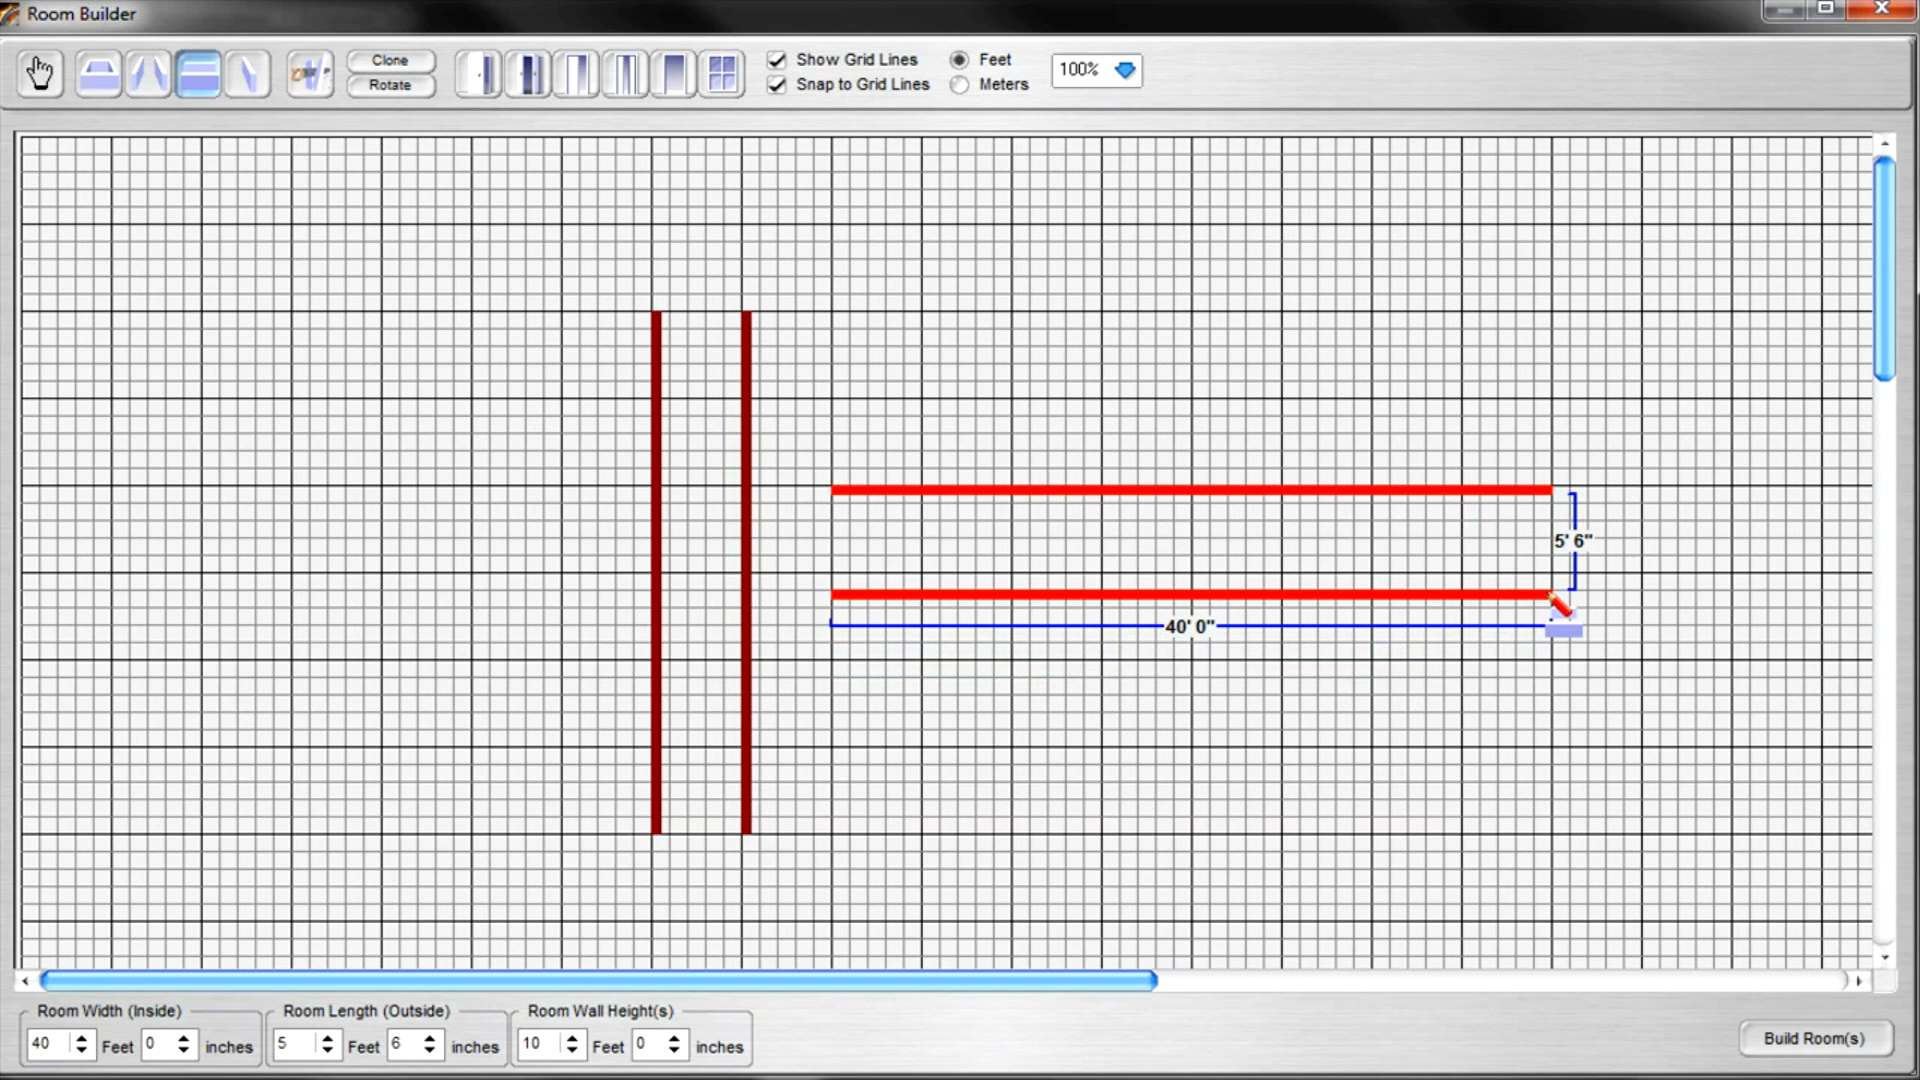 Room Builder
Clone
Rotate
Show Grid Lines
Snap to Grid Lines
Feet
Meters
100%
5' 6"
40' 0"
Room Width (Inside)
40 Feet 0 inches
Room Length (Outside)
5 Feet 6 inches
Room Wall Height(s)
10 Feet 0 inches
Build Room(s)